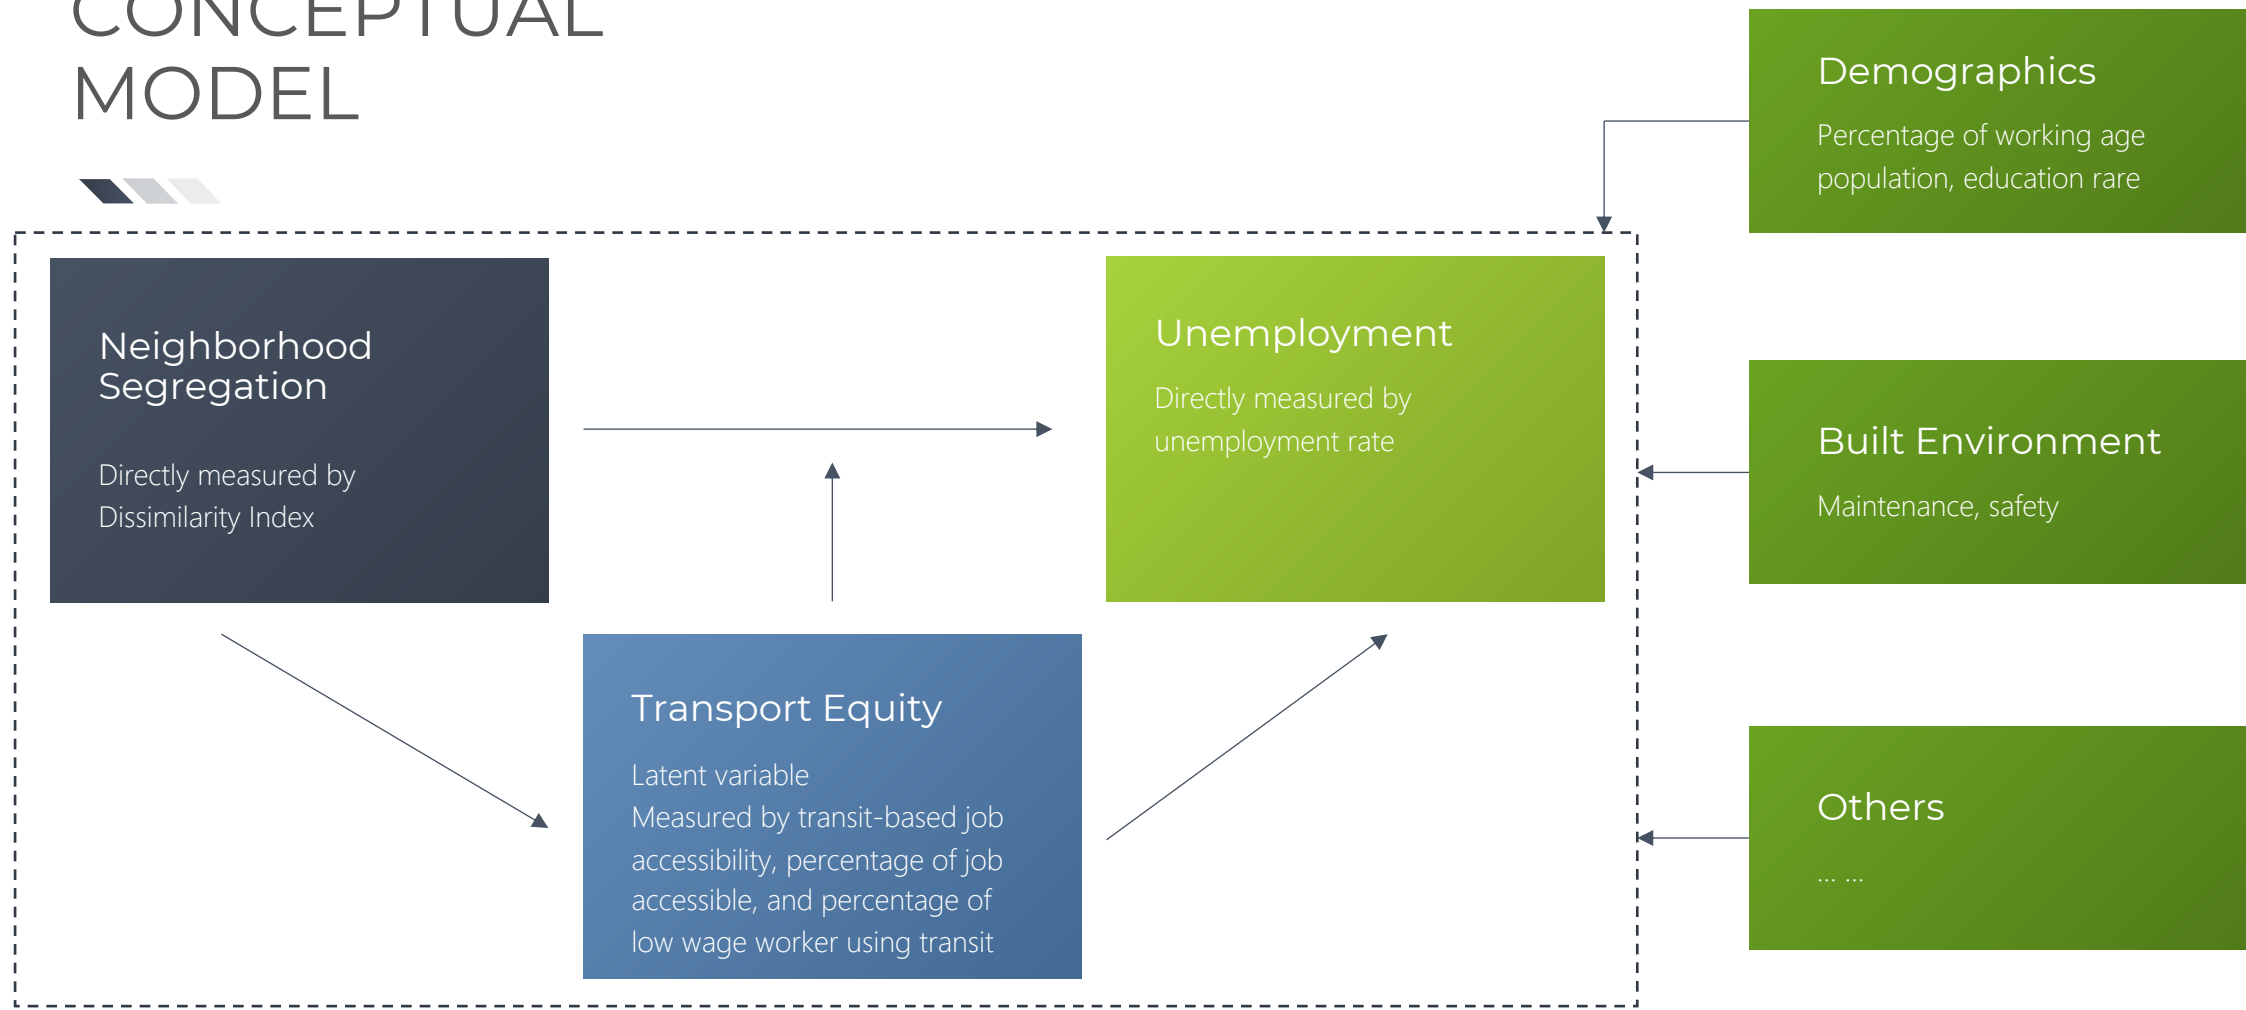 CONCEPTUAL
MODEL
Demographics
Percentage of working age
population, education rare
Neighborhood
Segregation
Directly measured by
Dissimilarity Index
Unemployment
Directly measured by
unemployment rate
Built Environment
Maintenance, safety
Transport Equity
Latent variable
Measured by transit-based job
accessibility, percentage of job
accessible, and percentage of
low wage worker using transit
Others
... ...